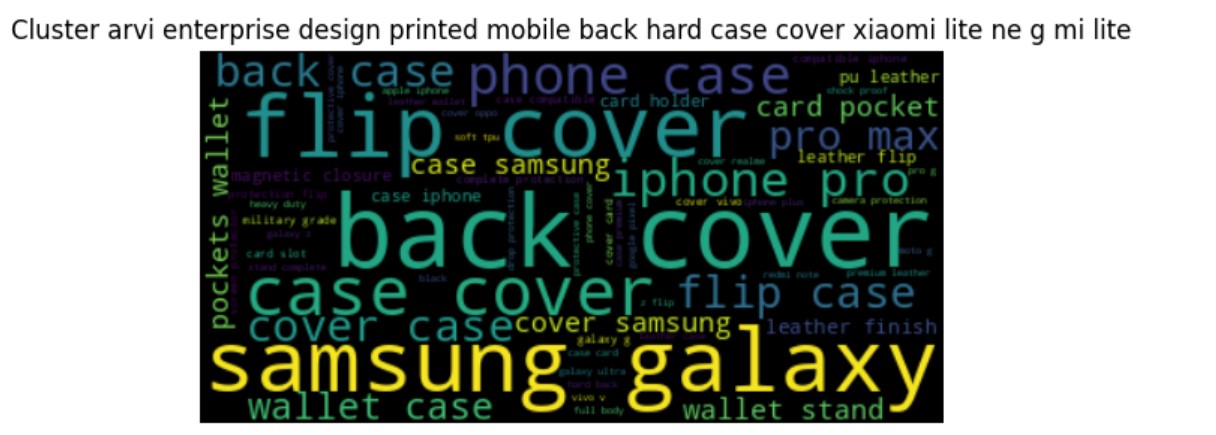 Cluster arvi enterprise design printed mobile back hard case cover xiaomi lite ne g mi lite
back case
phone case
compatible iphone
pu leather
apple iphone
shock proof
leather wallet
case compatible
card holder
card pocket
flip cover
cover oppo
soft tpu
pro max
pockets wallet
protective cover
cover iphone
case samsung
cover realme
leather flip
magnetic closure
complete protection
iphone pro
pro g
protection flip
case iphone
heavy duty
cover vivo
iphone plus
camera protection
military grade
back cover
galaxy z
drop protection
protective case
phone cover
cover card
case premium
google pixel
card slot
moto g
stand complete
black
redmi note
premium leather
case cover
z flip
flip case
cover case
cover samsung
leather finish
galaxy g
samsung galaxy
case card
galaxy ultra
hard back
vivo v
full body
wallet case
wallet stand